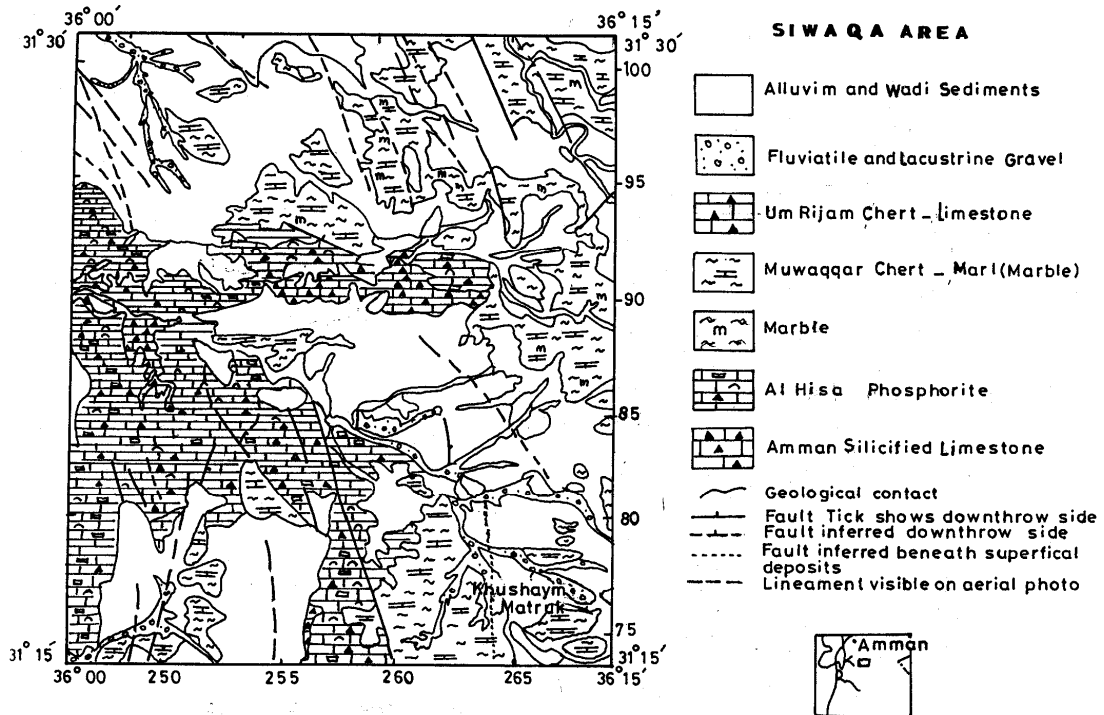 36° 00′
36° 15′
31° 30′
31° 30′
100
95
90
85
80
75
31° 15′
31° 15′
36° 00
250
255
260
265
36° 15′
m
m
m
m
m
m
m
m
Khushaym
Matruk
SIWAQA AREA
Alluvim and Wadi Sediments
Fluviatile and Lacustrine Gravel
Um Rijam Chert - Limestone
Muwaqqar Chert - Marl (Marble)
m
Marble
Al Hisa Phosphorite
Amman Silicified Limestone
Geological contact
Fault Tick shows downthrow side
Fault inferred downthrow side
Fault inferred beneath superfical
deposits
Lineament visible on aerial photo
Amman